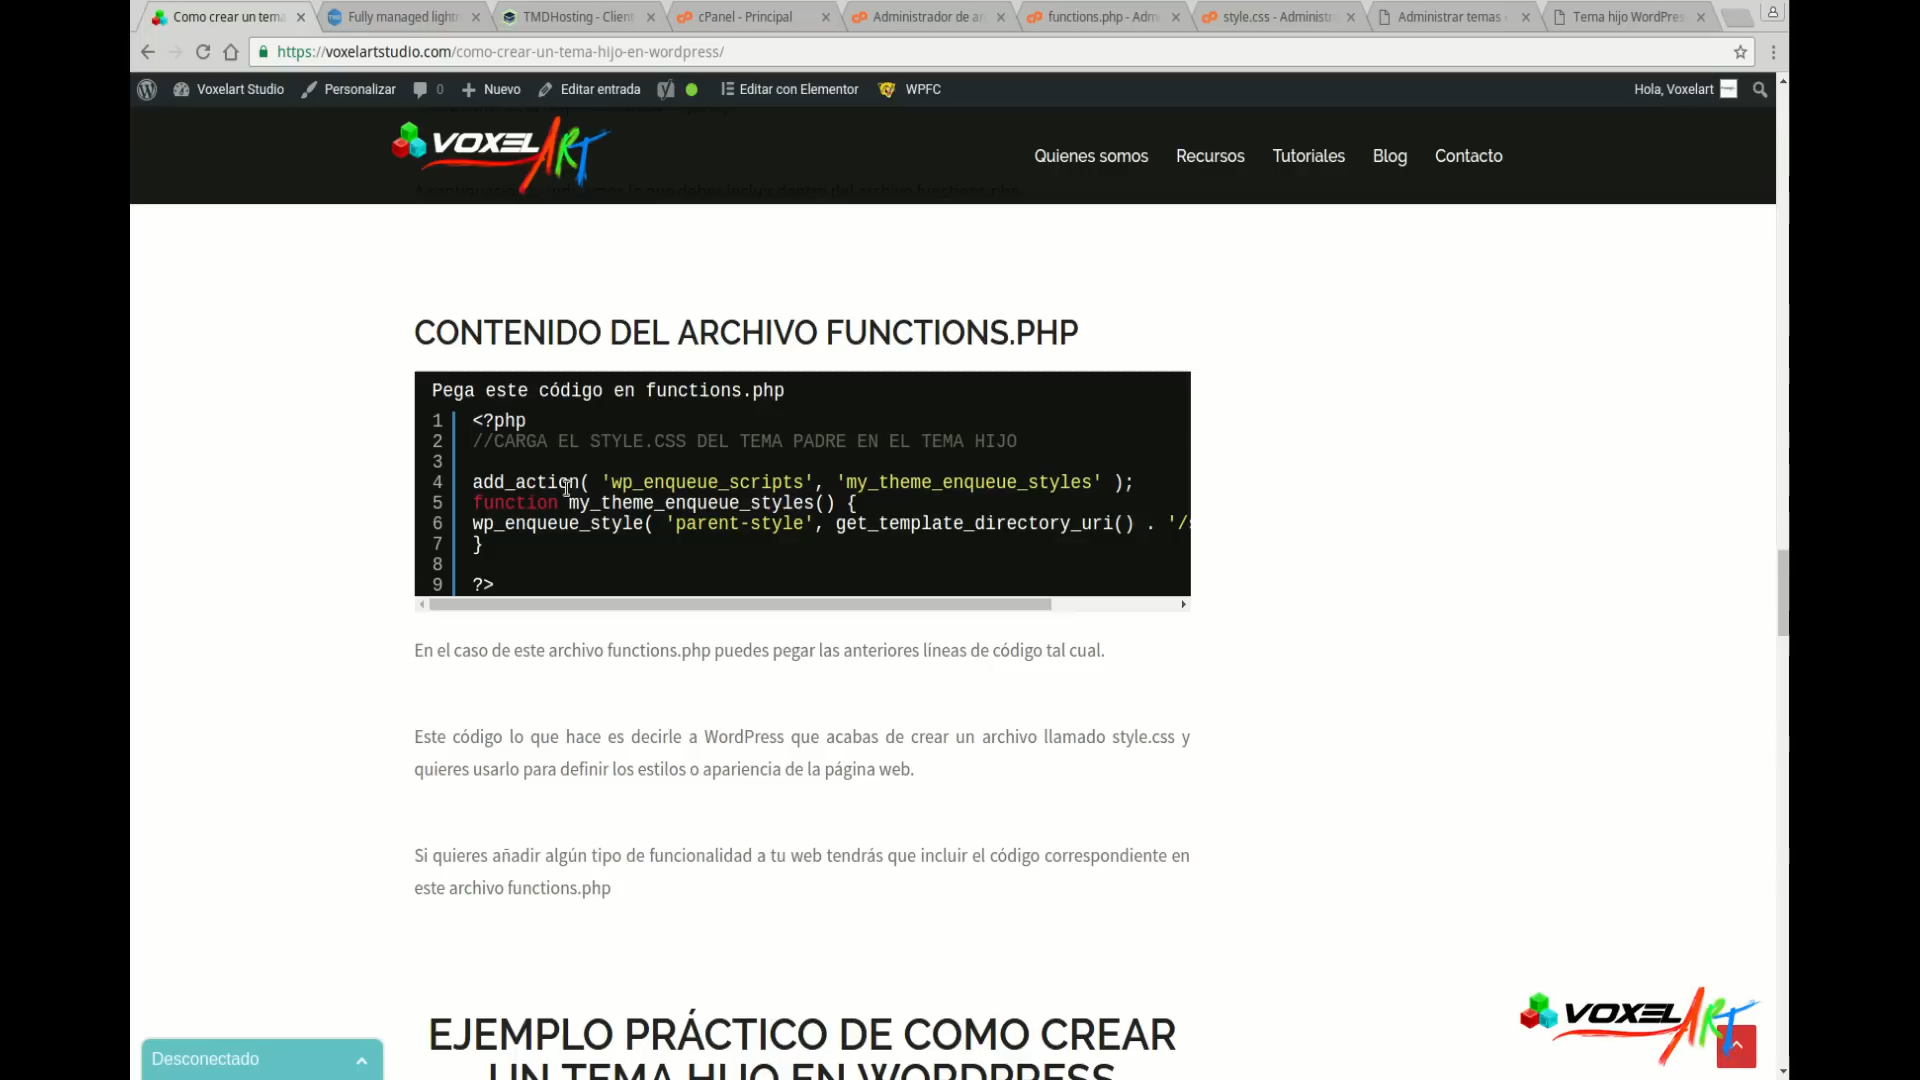 Como crear un tema
Fully managed light
TMDHosting - Client
cPanel - Principal
Administrador de ar
functions.php - Adm
style.css - Administr
Administrar temas
Tema hijo WordPres
https://voxelartstudio.com/como-crear-un-tema-hijo-en-wordpress/
Voxelart Studio
Personalizar
0
Nuevo
Editar entrada
Editar con Elementor
WPFC
Hola, Voxelart
VOXELART
Quienes somos
Recursos
Tutoriales
Blog
Contacto
CONTENIDO DEL ARCHIVO FUNCTIONS.PHP
Pega este código en functions.php
1 <?php
2 //CARGA EL STYLE.CSS DEL TEMA PADRE EN EL TEMA HIJO
3
4 add_action( 'wp_enqueue_scripts', 'my_theme_enqueue_styles' );
5 function my_theme_enqueue_styles() {
6 wp_enqueue_style( 'parent-style', get_template_directory_uri() . '/s
7 }
8
9 ?>
En el caso de este archivo functions.php puedes pegar las anteriores líneas de código tal cual.
Este código lo que hace es decirle a WordPress que acabas de crear un archivo llamado style.css y
quieres usarlo para definir los estilos o apariencia de la página web.
Si quieres añadir algún tipo de funcionalidad a tu web tendrás que incluir el código correspondiente en
este archivo functions.php
EJEMPLO PRÁCTICO DE COMO CREAR
UN TEMA HIJO EN WORDPRESS
Desconectado
VOXELART